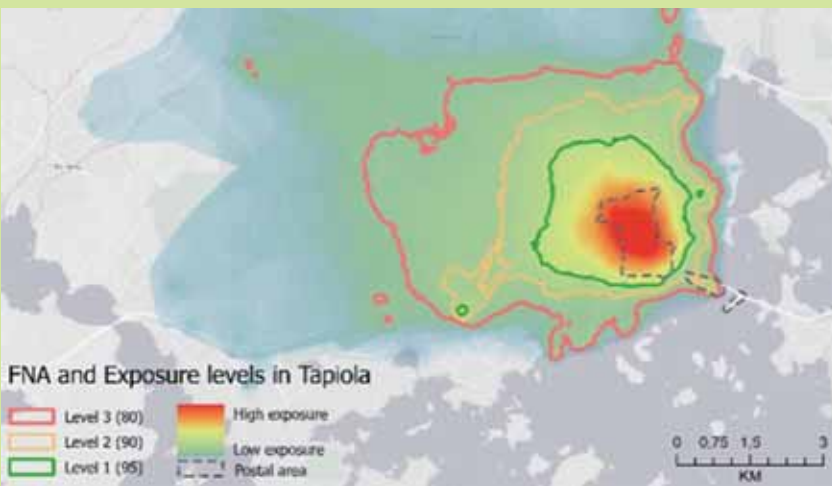 FNA and Exposure levels in Tapiola
Level 3 (80)
Level 2 (90)
Level 1 (95)
High exposure
Low exposure
Postal area
0 0.75 1.5 3
KM